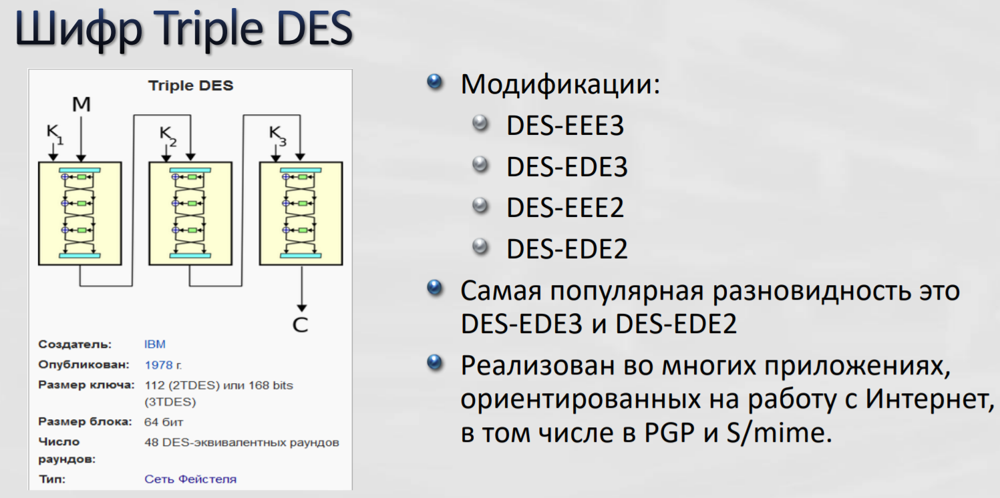 Шифр Triple DES
Triple DES
M
K1
K2
K3
C
Создатель: IBM
Опубликован: 1978 г.
Размер ключа: 112 (2TDES) или 168 bits
(3TDES)
Размер блока: 64 бит
Число 48 DES-эквивалентных раундов
раундов:
Тип: Сеть Фейстеля
Модификации:
DES-EEE3
DES-EDE3
DES-EEE2
DES-EDE2
Самая популярная разновидность это
DES-EDE3 и DES-EDE2
Реализован во многих приложениях,
ориентированных на работу с Интернет,
в том числе в PGP и S/mime.